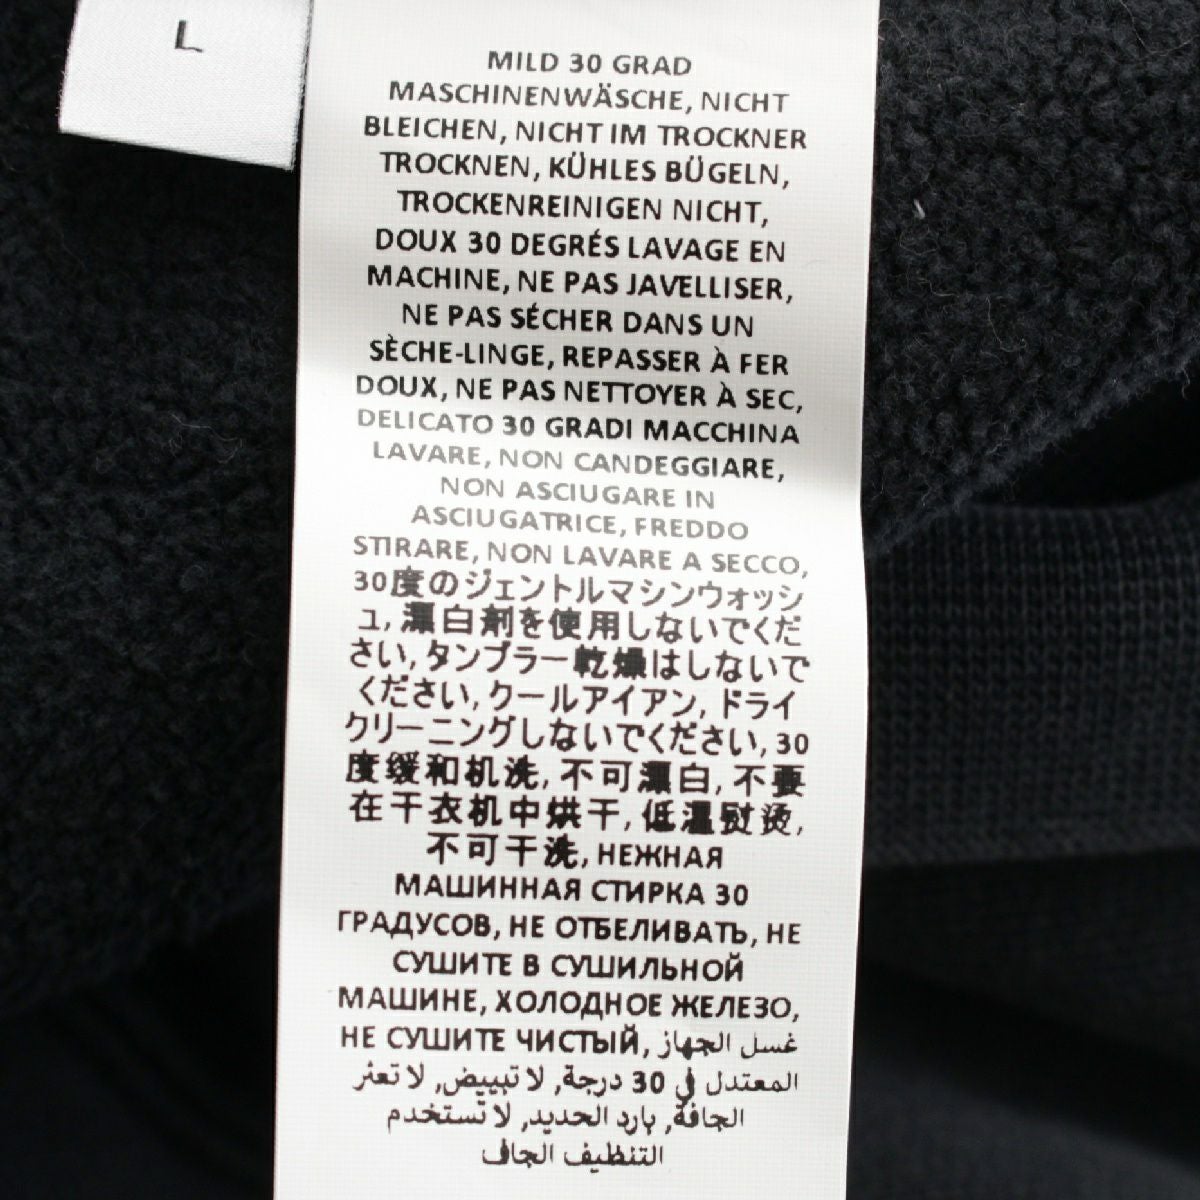 L
MILD 30 GRAD
MASCHINENWÄSCHE, NICHT
BLEICHEN, NICHT IM TROCKNER
TROCKNEN, KÜHLES BÜGELN,
TROCKENREINIGEN NICHT,
DOUX 30 DEGRÉS LAVAGE EN
MACHINE, NE PAS JAVELLISER,
NE PAS SÉCHER DANS UN
SÈCHE-LINGE, REPASSER À FER
DOUX, NE PAS NETTOYER À SEC,
DELICATO 30 GRADI MACCHINA
LAVARE, NON CANDEGGIARE,
NON ASCIUGARE IN
ASCIUGATRICE, FREDDO
STIRARE, NON LAVARE A SECCO,
30度のジェントルマシンウォッシ
ュ, 漂白剤を使用しないでくだ
さい, タンブラー乾燥はしないで
ください, クールアイアン, ドライ
クリーニングしないでください, 30
度缓和机洗, 不可漂白, 不要
在干衣机中烘干, 低温熨烫,
不可干洗, НЕЖНАЯ
МАШИННАЯ СТИРКА 30
ГРАДУСОВ, НЕ ОТБЕЛИВАТЬ, НЕ
СУШИТЕ В СУШИЛЬНОЙ
МАШИНЕ, ХОЛОДНОЕ ЖЕЛЕЗО,
НЕ СУШИТЕ ЧИСТЫЙ, غسل الجهاز
المعتدل في 30 درجة, لا تبييض, لا تعثر
الجافة, بارد الحديد, لا تستخدم
التنظيف الجاف